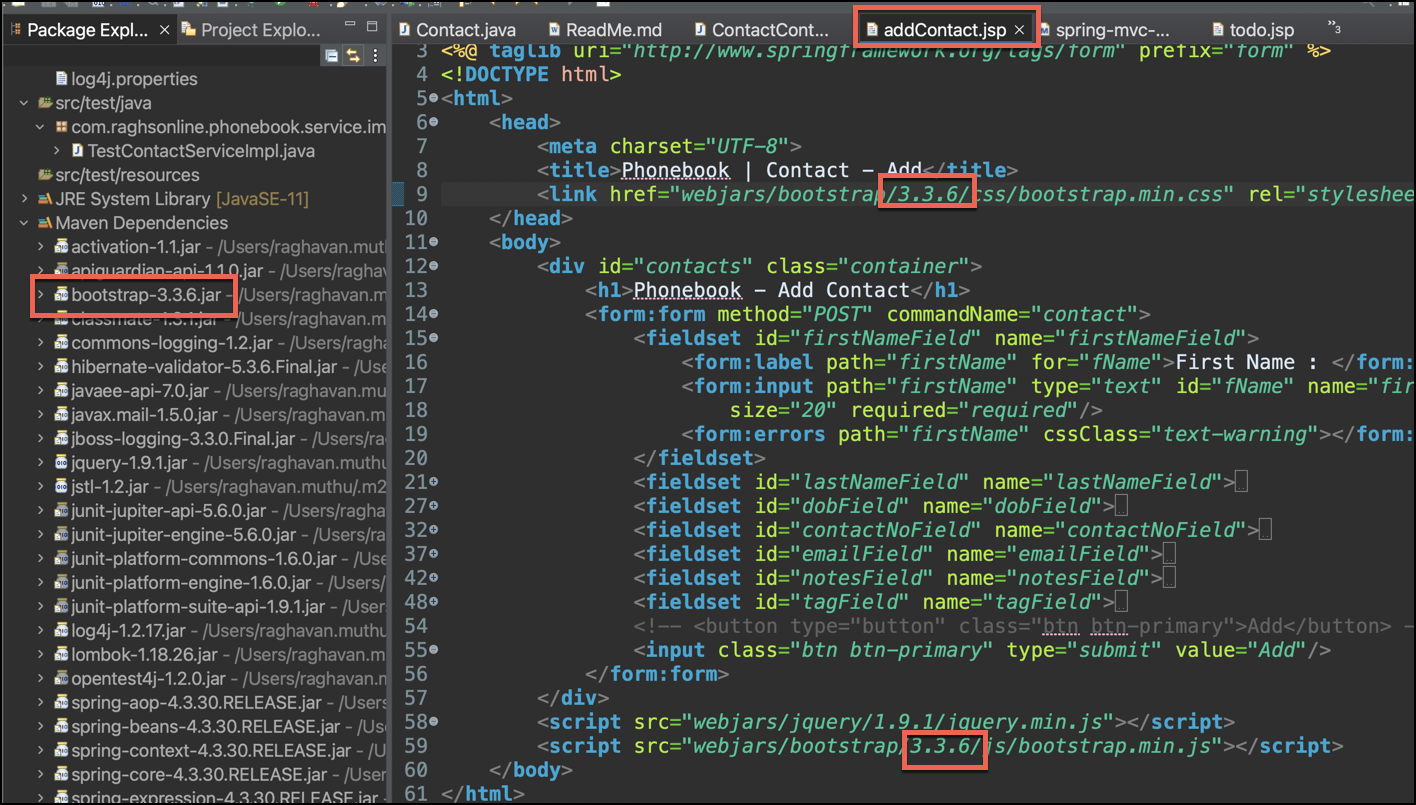 Package Expl...
Project Explo...
log4j.properties
src/test/java
com.raghsonline.phonebook.service.im
TestContactServiceImpl.java
src/test/resources
JRE System Library [JavaSE-11]
Maven Dependencies
activation-1.1.jar - /Users/raghavan.mut
apiguardian-api-1.1.0.jar - /Users/raghava
bootstrap-3.3.6.jar - /Users/raghavan.m
classmate-1.3.1.jar - /Users/raghavan.mu
commons-logging-1.2.jar - /Users/ragha
hibernate-validator-5.3.6.Final.jar - /Use
javaee-api-7.0.jar - /Users/raghavan.mut
javax.mail-1.5.0.jar - /Users/raghavan.m
jboss-logging-3.3.0.Final.jar - /Users/rag
jquery-1.9.1.jar - /Users/raghavan.muthu
jstl-1.2.jar - /Users/raghavan.muthu/.m2
junit-jupiter-api-5.6.0.jar - /Users/ragha
junit-jupiter-engine-5.6.0.jar - /Users/ra
junit-platform-commons-1.6.0.jar - /User
junit-platform-engine-1.6.0.jar - /Users/
junit-platform-suite-api-1.9.1.jar - /User
log4j-1.2.17.jar - /Users/raghavan.muthu
lombok-1.18.26.jar - /Users/raghavan.mu
opentest4j-1.2.0.jar - /Users/raghavan.m
spring-aop-4.3.30.RELEASE.jar - /Users/
spring-beans-4.3.30.RELEASE.jar - /Use
spring-context-4.3.30.RELEASE.jar - /U
spring-core-4.3.30.RELEASE.jar - /User
spring-expression-4.3.30.RELEASE.jar - /
Contact.java
ReadMe.md
ContactCont...
addContact.jsp
spring-mvc-...
todo.jsp
3
3 <%@ taglib uri="http://www.springframework.org/tags/form" prefix="form" %>
4 <!DOCTYPE html>
5 <html>
6 <head>
7 <meta charset="UTF-8">
8 <title>Phonebook | Contact - Add</title>
9 <link href="webjars/bootstrap/3.3.6/css/bootstrap.min.css" rel="styleshee
10 </head>
11 <body>
12 <div id="contacts" class="container">
13 <h1>Phonebook - Add Contact</h1>
14 <form:form method="POST" commandName="contact">
15 <fieldset id="firstNameField" name="firstNameField">
16 <form:label path="firstName" for="fName">First Name : </form:
17 <form:input path="firstName" type="text" id="fName" name="fir
18 size="20" required="required"/>
19 <form:errors path="firstName" cssClass="text-warning"></form:
20 </fieldset>
21 <fieldset id="lastNameField" name="lastNameField">
27 <fieldset id="dobField" name="dobField">
32 <fieldset id="contactNoField" name="contactNoField">
37 <fieldset id="emailField" name="emailField">
42 <fieldset id="notesField" name="notesField">
48 <fieldset id="tagField" name="tagField">
54 <!-- <button type="button" class="btn btn-primary">Add</button> -
55 <input class="btn btn-primary" type="submit" value="Add"/>
56 </form:form>
57 </div>
58 <script src="webjars/jquery/1.9.1/jquery.min.js"></script>
59 <script src="webjars/bootstrap/3.3.6/js/bootstrap.min.js"></script>
60 </body>
61 </html>